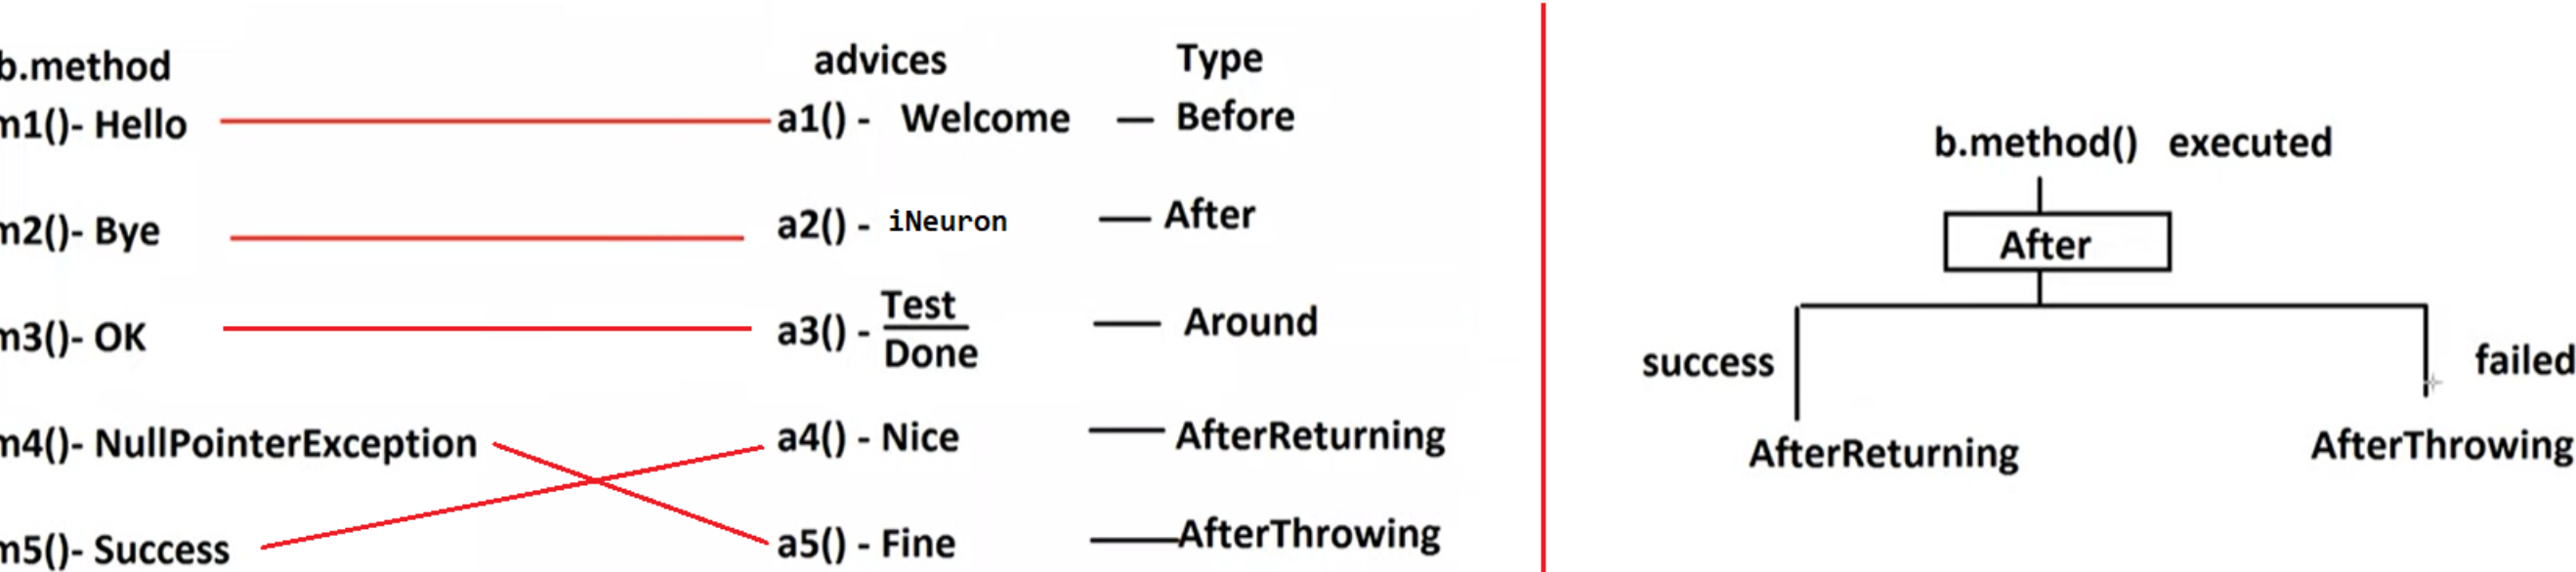 b.method advices Type
m1()- Hello a1() - Welcome — Before
m2()- Bye a2() - iNeuron — After
m3()- OK a3() - Test — Around
Done
m4()- NullPointerException a4() - Nice — AfterReturning
m5()- Success a5() - Fine — AfterThrowing
b.method() executed
After
success failed
AfterReturning AfterThrowing